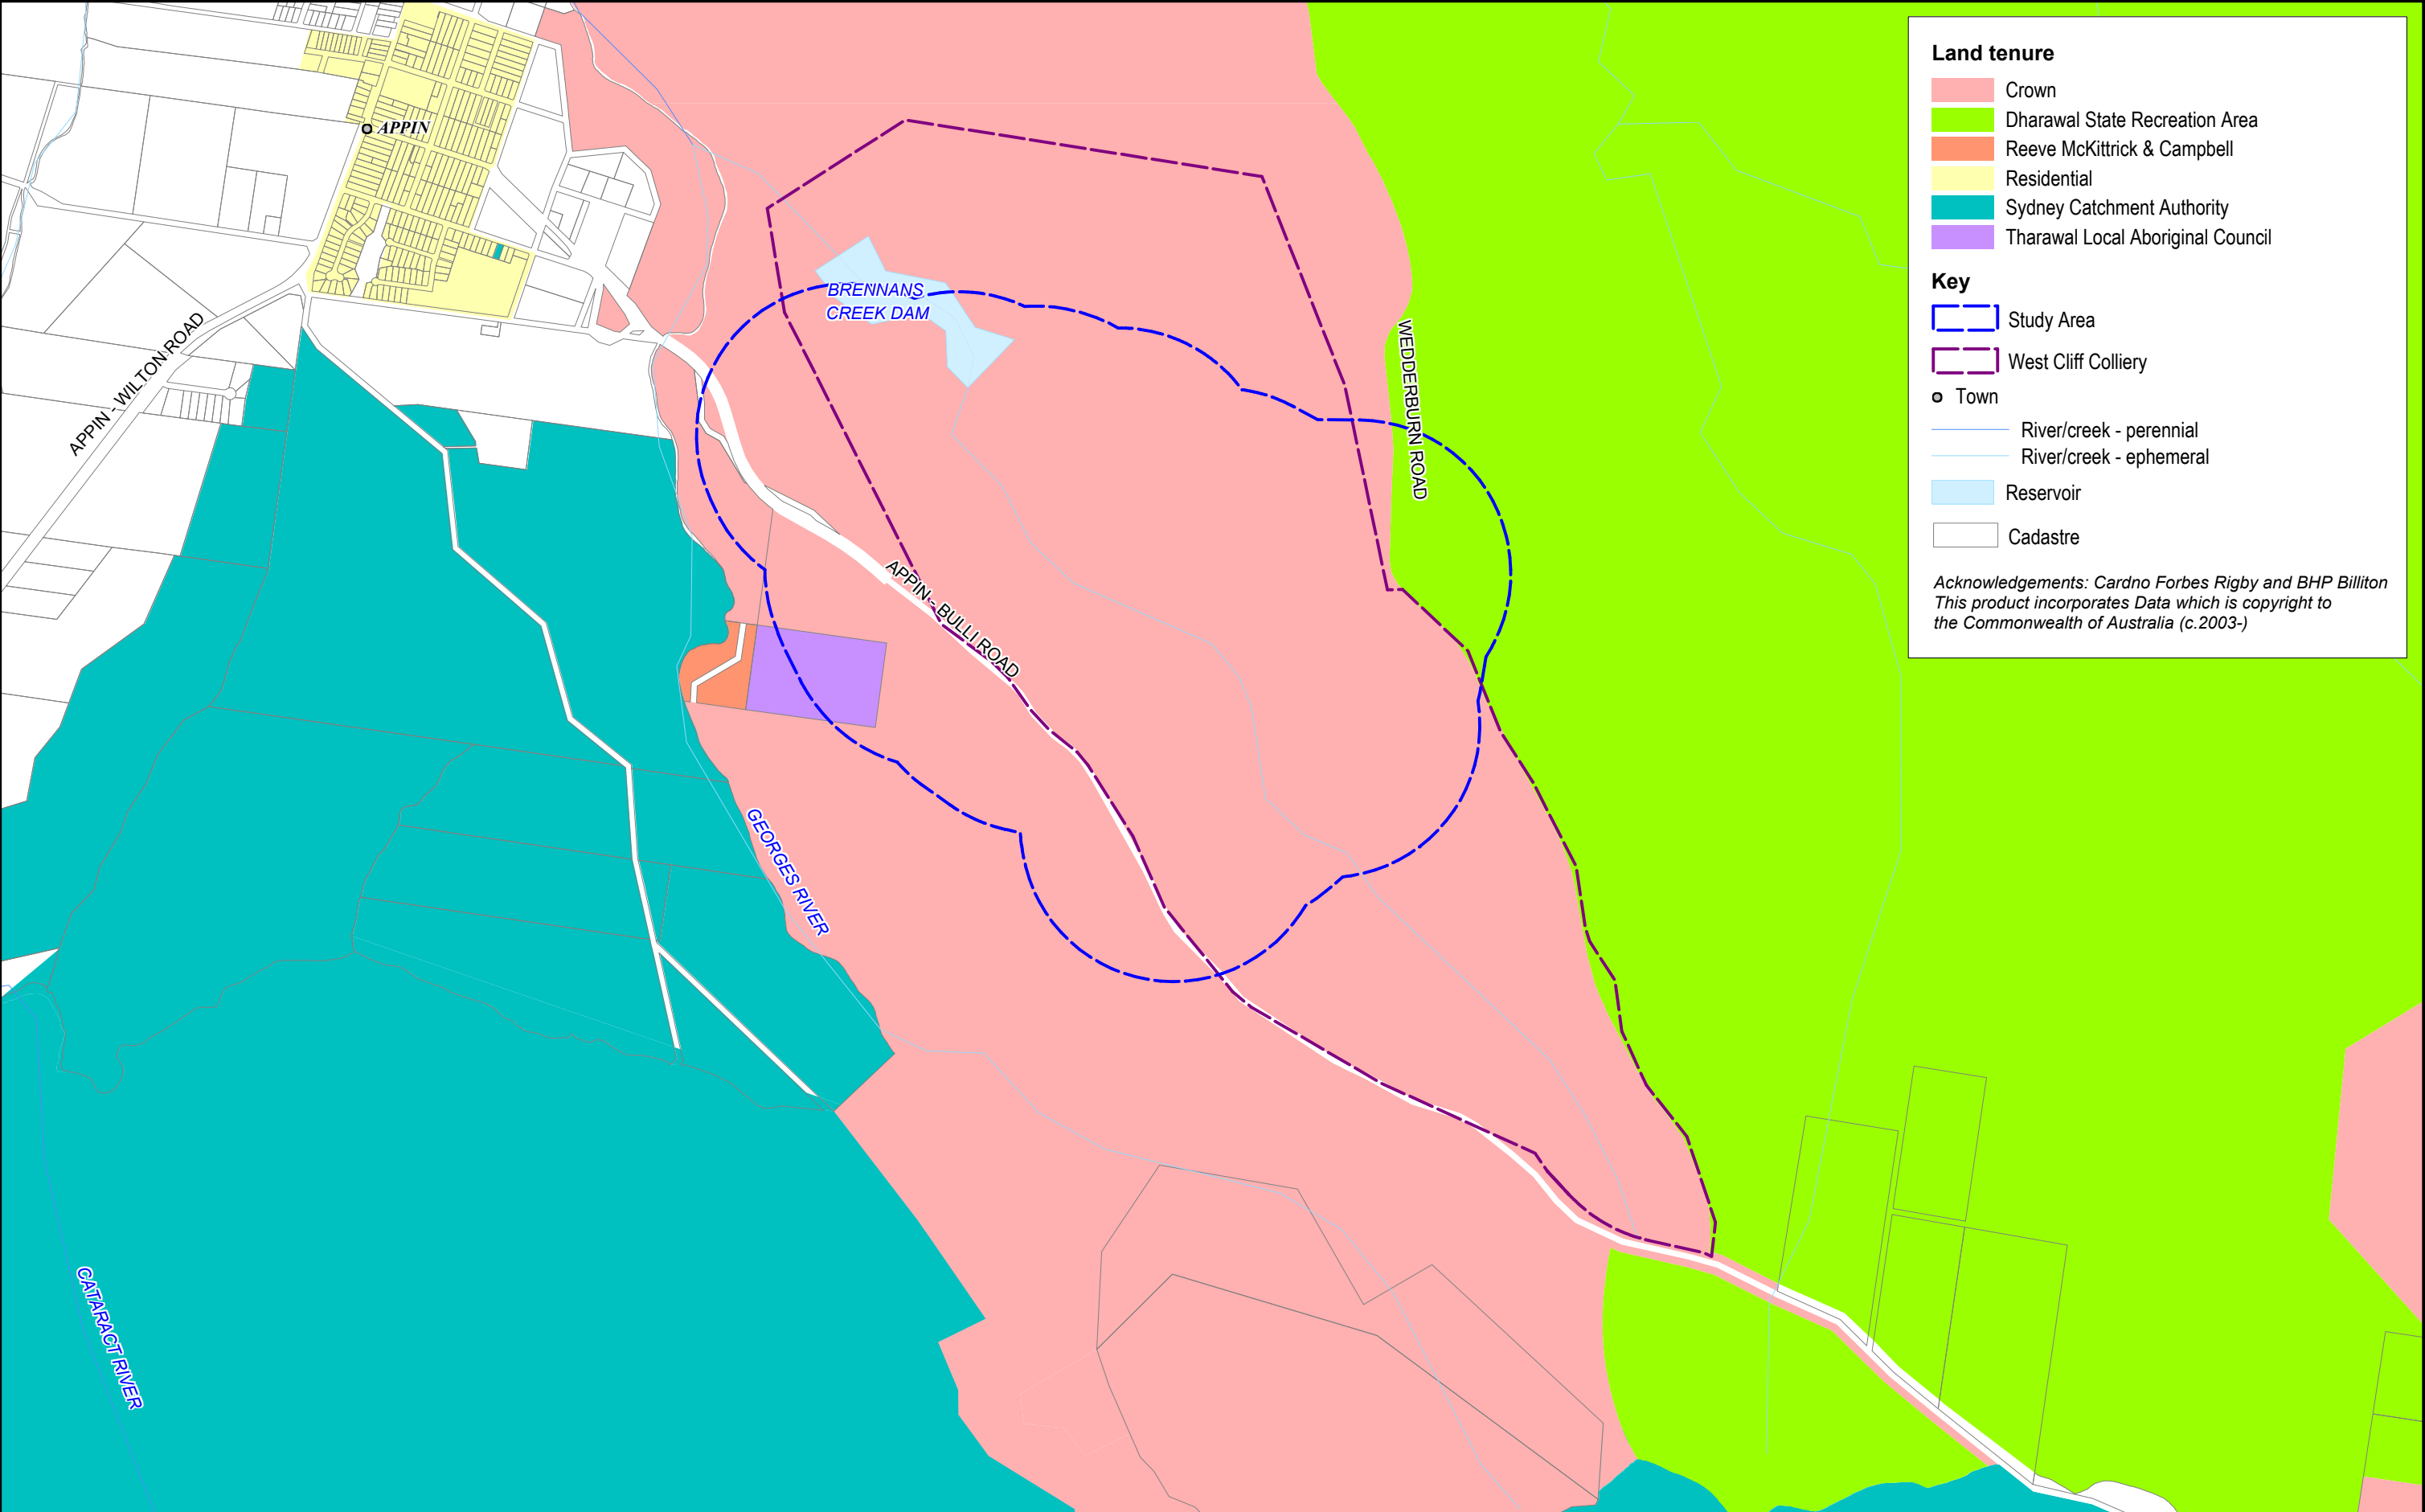 APPIN
APPIN - WILTON ROAD
BRENNANS
CREEK DAM
WEDDERBURN ROAD
APPIN - BULLI ROAD
GEORGES RIVER
CATARACT RIVER
Land tenure
Crown
Dharawal State Recreation Area
Reeve McKittrick & Campbell
Residential
Sydney Catchment Authority
Tharawal Local Aboriginal Council
Key
Study Area
West Cliff Colliery
Town
River/creek - perennial
River/creek - ephemeral
Reservoir
Cadastre
Acknowledgements: Cardno Forbes Rigby and BHP Billiton
This product incorporates Data which is copyright to
the Commonwealth of Australia (c.2003-)